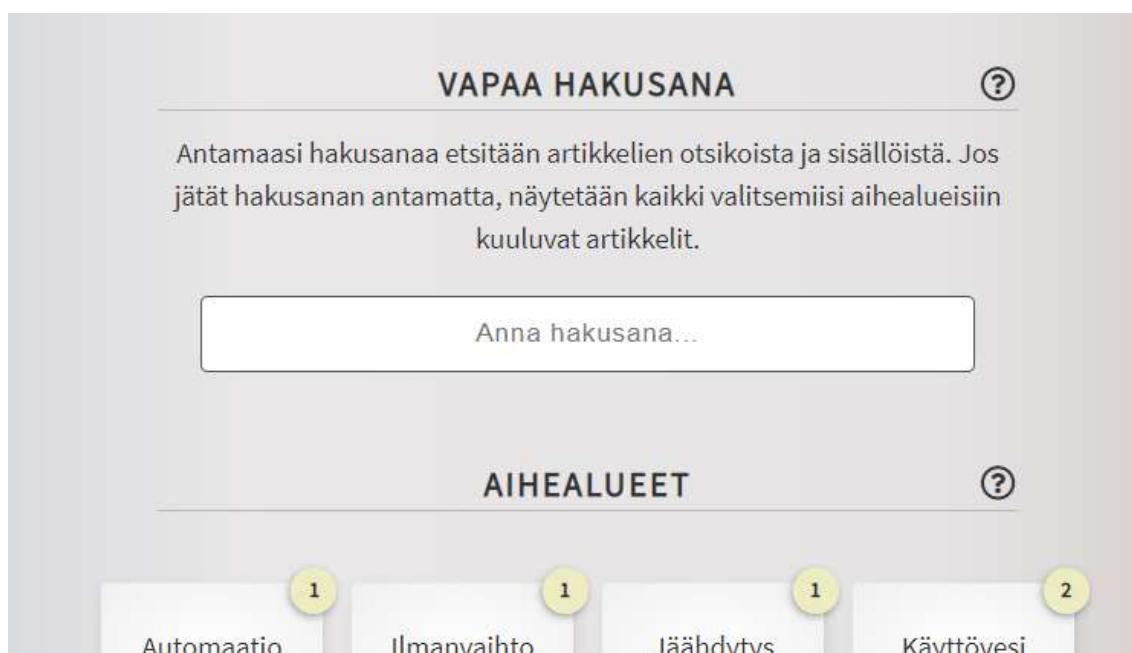 VAPAA HAKUSANA
Antamaasi hakusanaa etsitään artikkelien otsikoista ja sisällöistä. Jos
jätät hakusanan antamatta, näytetään kaikki valitsemiisi aihealueisiin
kuuluvat artikkelit.
Anna hakusana...
AIHEALUEET
1 1 1 2
Automaatio Ilmanvaihto Jäähdytys Käyttövesi